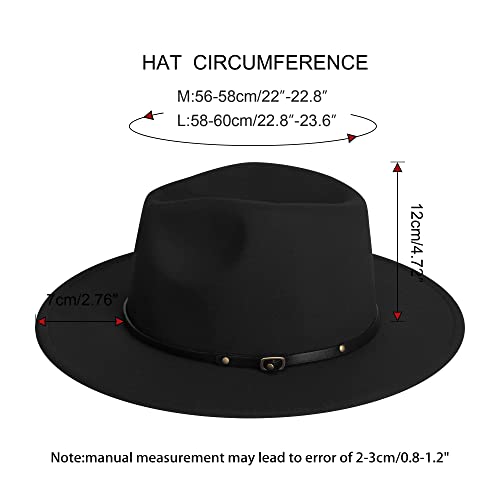 HAT CIRCUMFERENCE
M:56-58cm/22"-22.8"
L:58-60cm/22.8"-23.6"
12cm/4.72"
7cm/2.76"
Note:manual measurement may lead to error of 2-3cm/0.8-1.2"